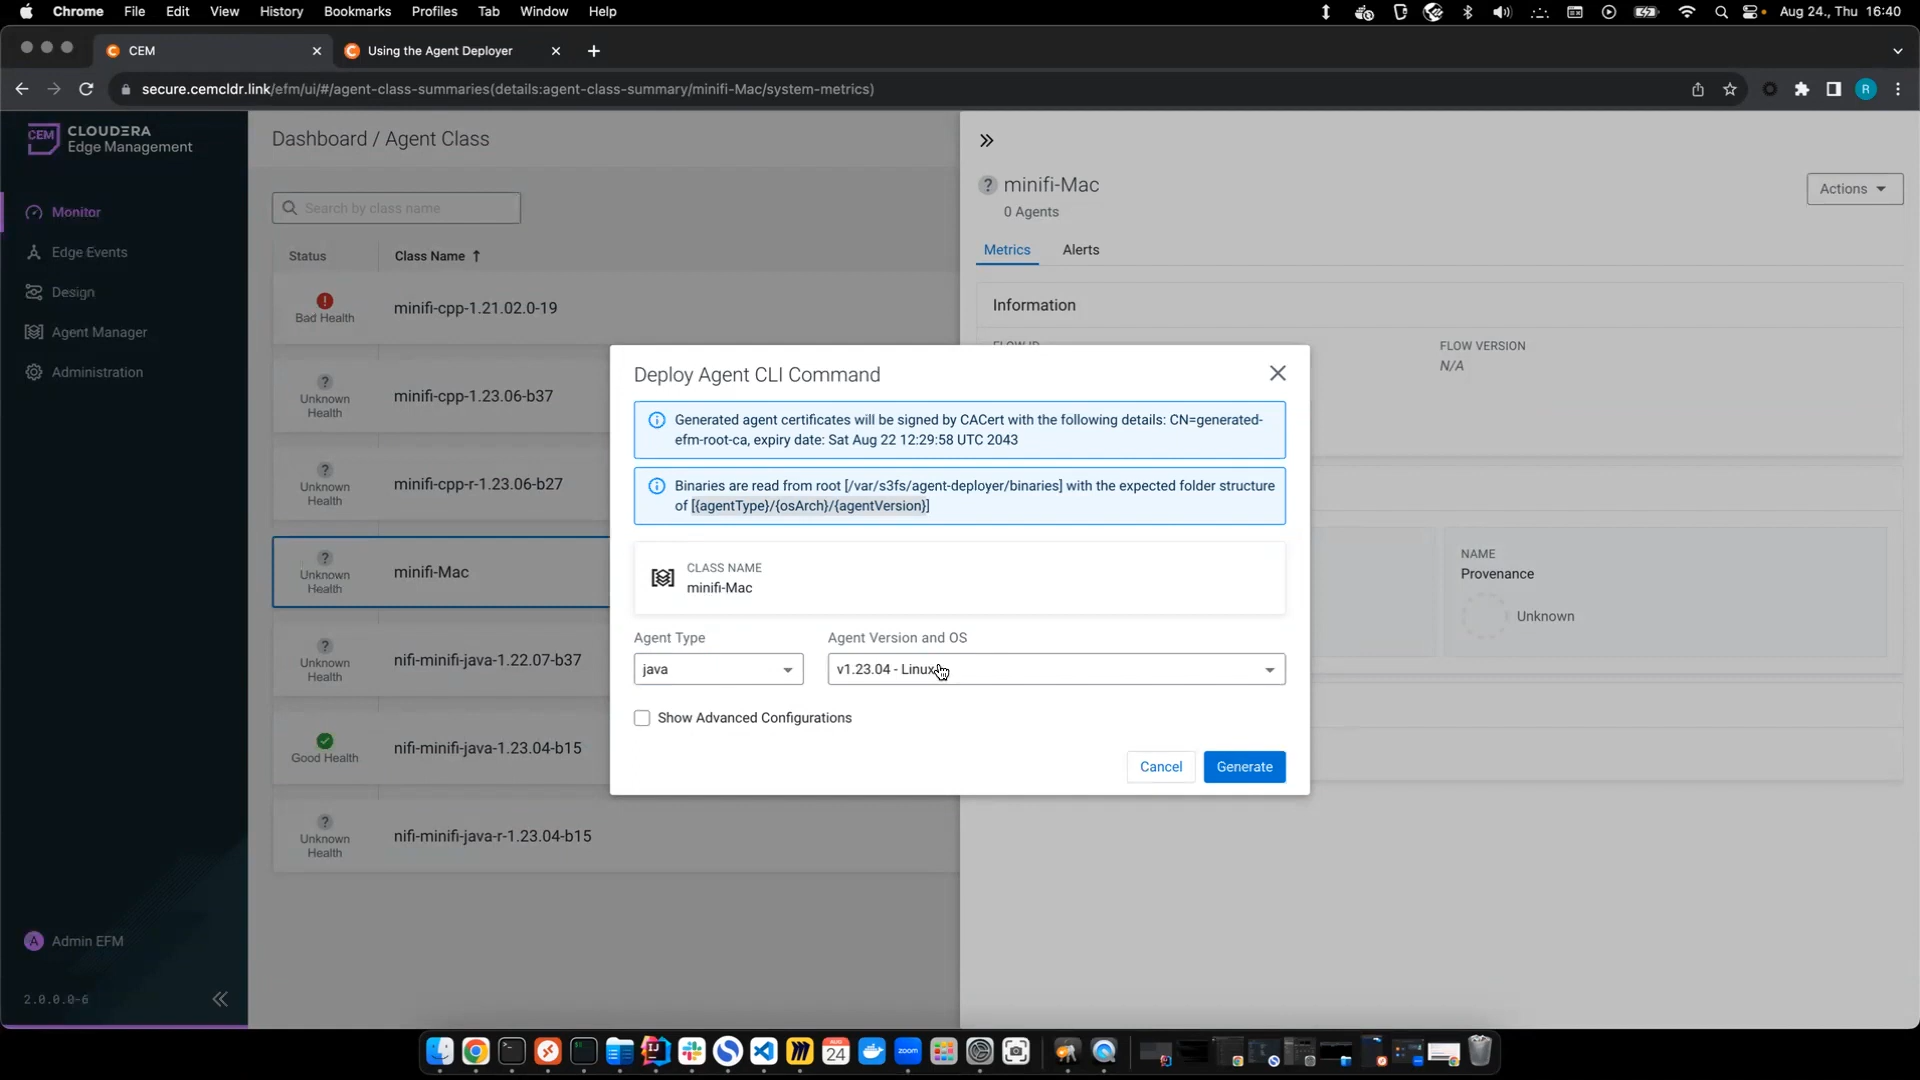 Chrome File Edit View History Bookmarks Profiles Tab Window Help
Aug 24., Thu 16:40
CEM
Using the Agent Deployer
secure.cemcldr.link/efm/ui/#/agent-class-summaries(details:agent-class-summary/minifi-Mac/system-metrics)
R
CEM
CLOUDERA
Edge Management
Monitor
Edge Events
Design
Agent Manager
Administration
A Admin EFM
2.0.0.0-6
Dashboard / Agent Class
Search by class name
Status Class Name
Bad Health
minifi-cpp-1.21.02.0-19
Unknown
Health
minifi-cpp-1.23.06-b37
Unknown
Health
minifi-cpp-r-1.23.06-b27
Unknown
Health
minifi-Mac
Unknown
Health
nifi-minifi-java-1.22.07-b37
Good Health
nifi-minifi-java-1.23.04-b15
Unknown
Health
nifi-minifi-java-r-1.23.04-b15
minifi-Mac
0 Agents
Actions
Metrics Alerts
Information
FLOW VERSION
N/A
NAME
Provenance
Unknown
Deploy Agent CLI Command
Generated agent certificates will be signed by CACert with the following details: CN=generated-
efm-root-ca, expiry date: Sat Aug 22 12:29:58 UTC 2043
Binaries are read from root [/var/s3fs/agent-deployer/binaries] with the expected folder structure
of [{agentType}/{osArch}/{agentVersion}]
CLASS NAME
minifi-Mac
Agent Type
Agent Version and OS
java
v1.23.04 - Linux
Show Advanced Configurations
Cancel
Generate
AUG
24
zoom